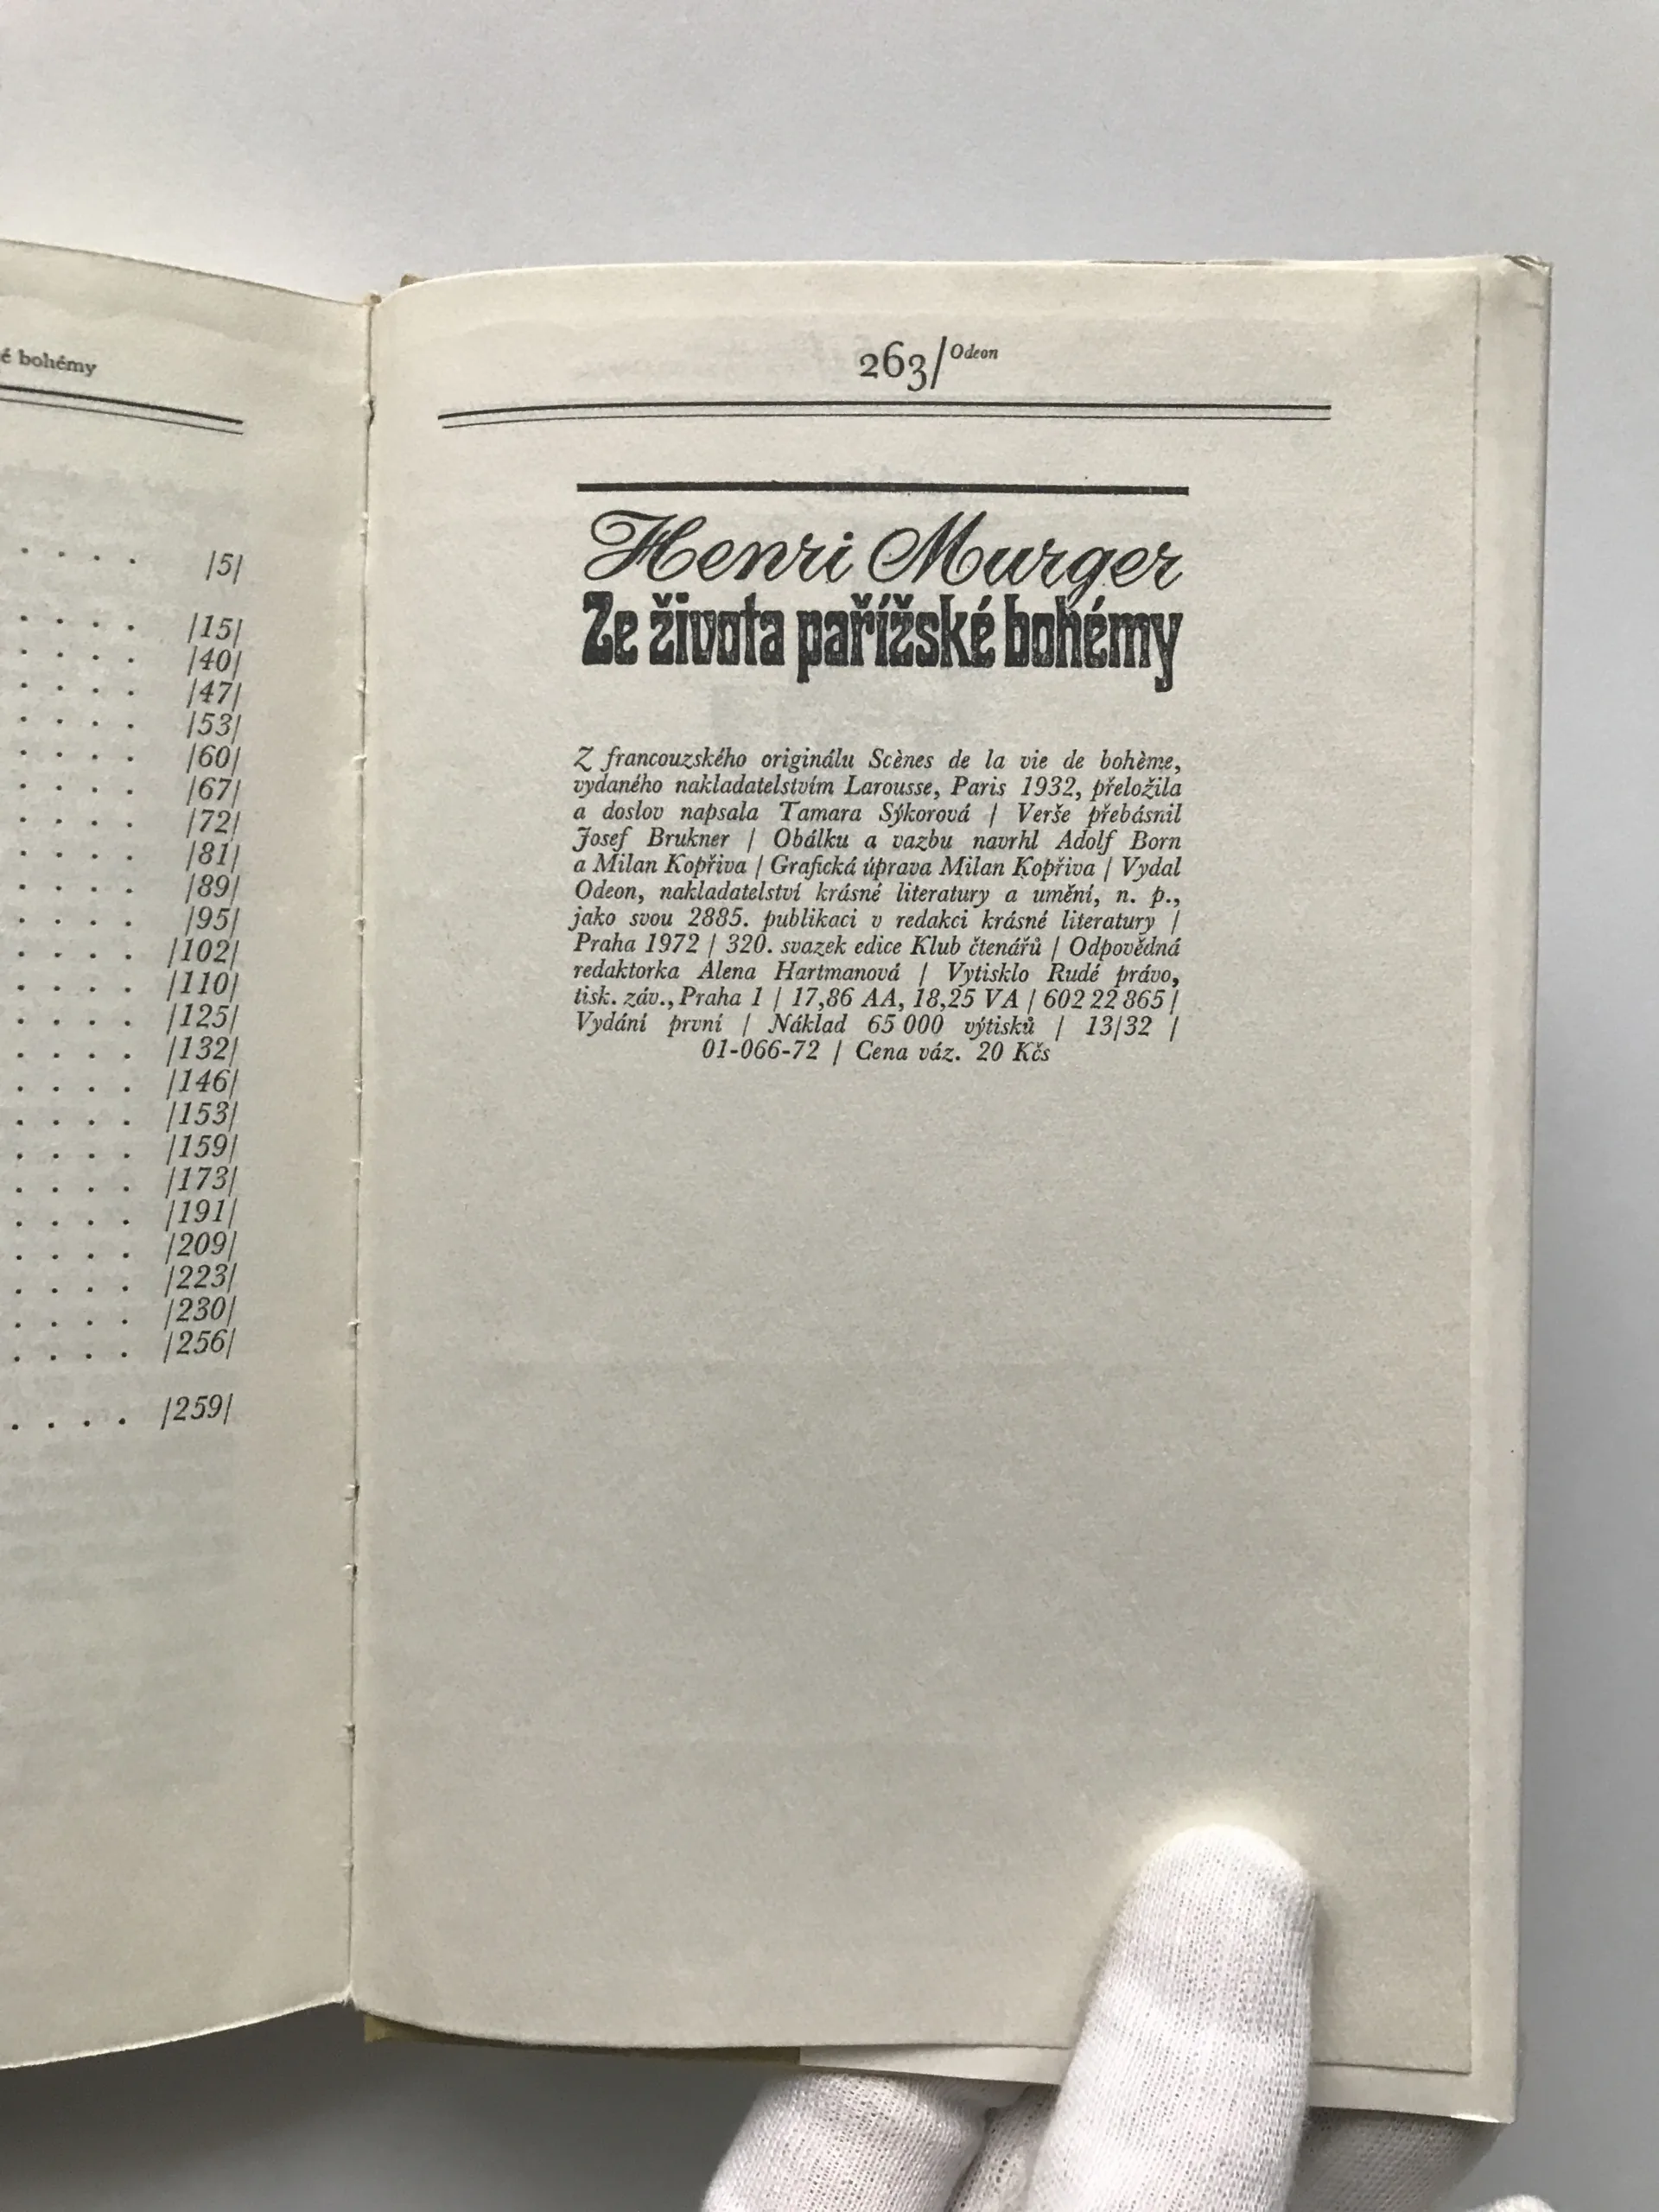 é bohémy
|5|
|15|
|40|
|47|
|53|
|60|
|67|
|72|
|81|
|89|
|95|
|102|
|110|
|125|
|132|
|146|
|153|
|159|
|173|
|191|
|209|
|223|
|230|
|256|
|259|
263/Odeon
Henri Murger
Ze života pařížské bohémy
Z francouzského originálu Scènes de la vie de bohème,
vydaného nakladatelstvím Larousse, Paris 1932, přeložila
a doslov napsala Tamara Sýkorová | Verše přebásnil
Josef Brukner | Obálku a vazbu navrhl Adolf Born
a Milan Kopřiva | Grafická úprava Milan Kopřiva | Vydal
Odeon, nakladatelství krásné literatury a umění, n. p.,
jako svou 2885. publikaci v redakci krásné literatury |
Praha 1972 | 320. svazek edice Klub čtenářů | Odpovědná
redaktorka Alena Hartmanová | Vytisklo Rudé právo,
tisk. záv., Praha 1 | 17,86 AA, 18,25 VA | 602 22 865 |
Vydání první | Náklad 65 000 výtisků | 13/32 |
01-066-72 | Cena váz. 20 Kčs